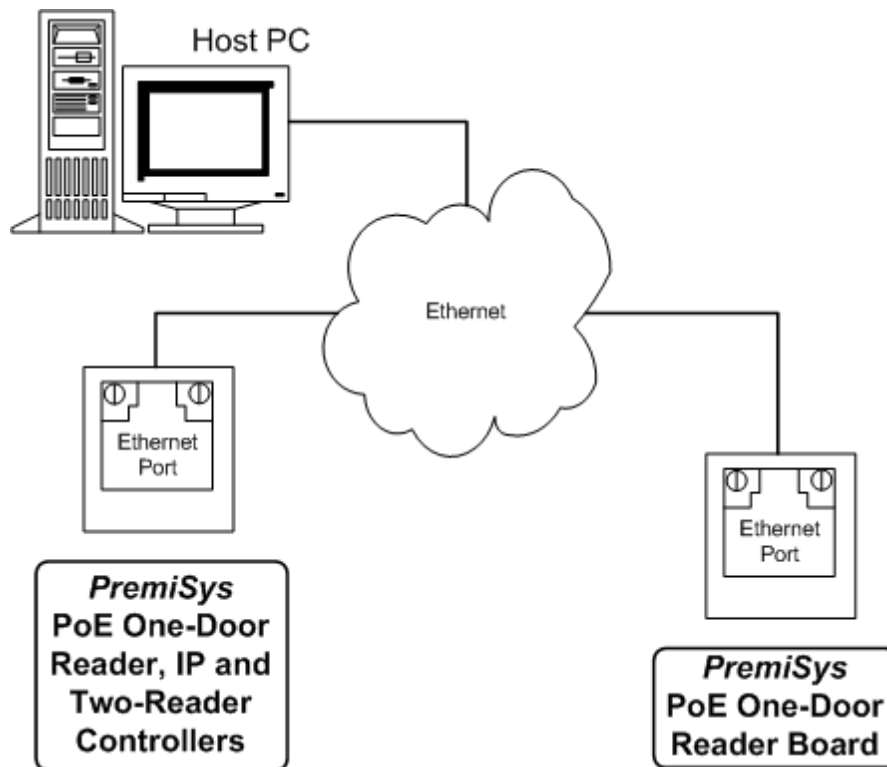 Host PC
Ethernet
Ethernet
Port
Ethernet
Port
PremiSys
PoE One-Door
Reader, IP and
Two-Reader
Controllers
PremiSys
PoE One-Door
Reader Board